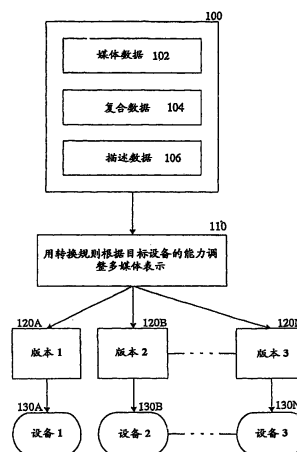 100
媒体数据 102
复合数据 104
描述数据 106
110
用转换规则根据目标设备的能力调
整多媒体表示
120A 120B 120N
版本 1 版本 2 版本 3
130A 130B 130N
设备 1 设备 2 设备 3